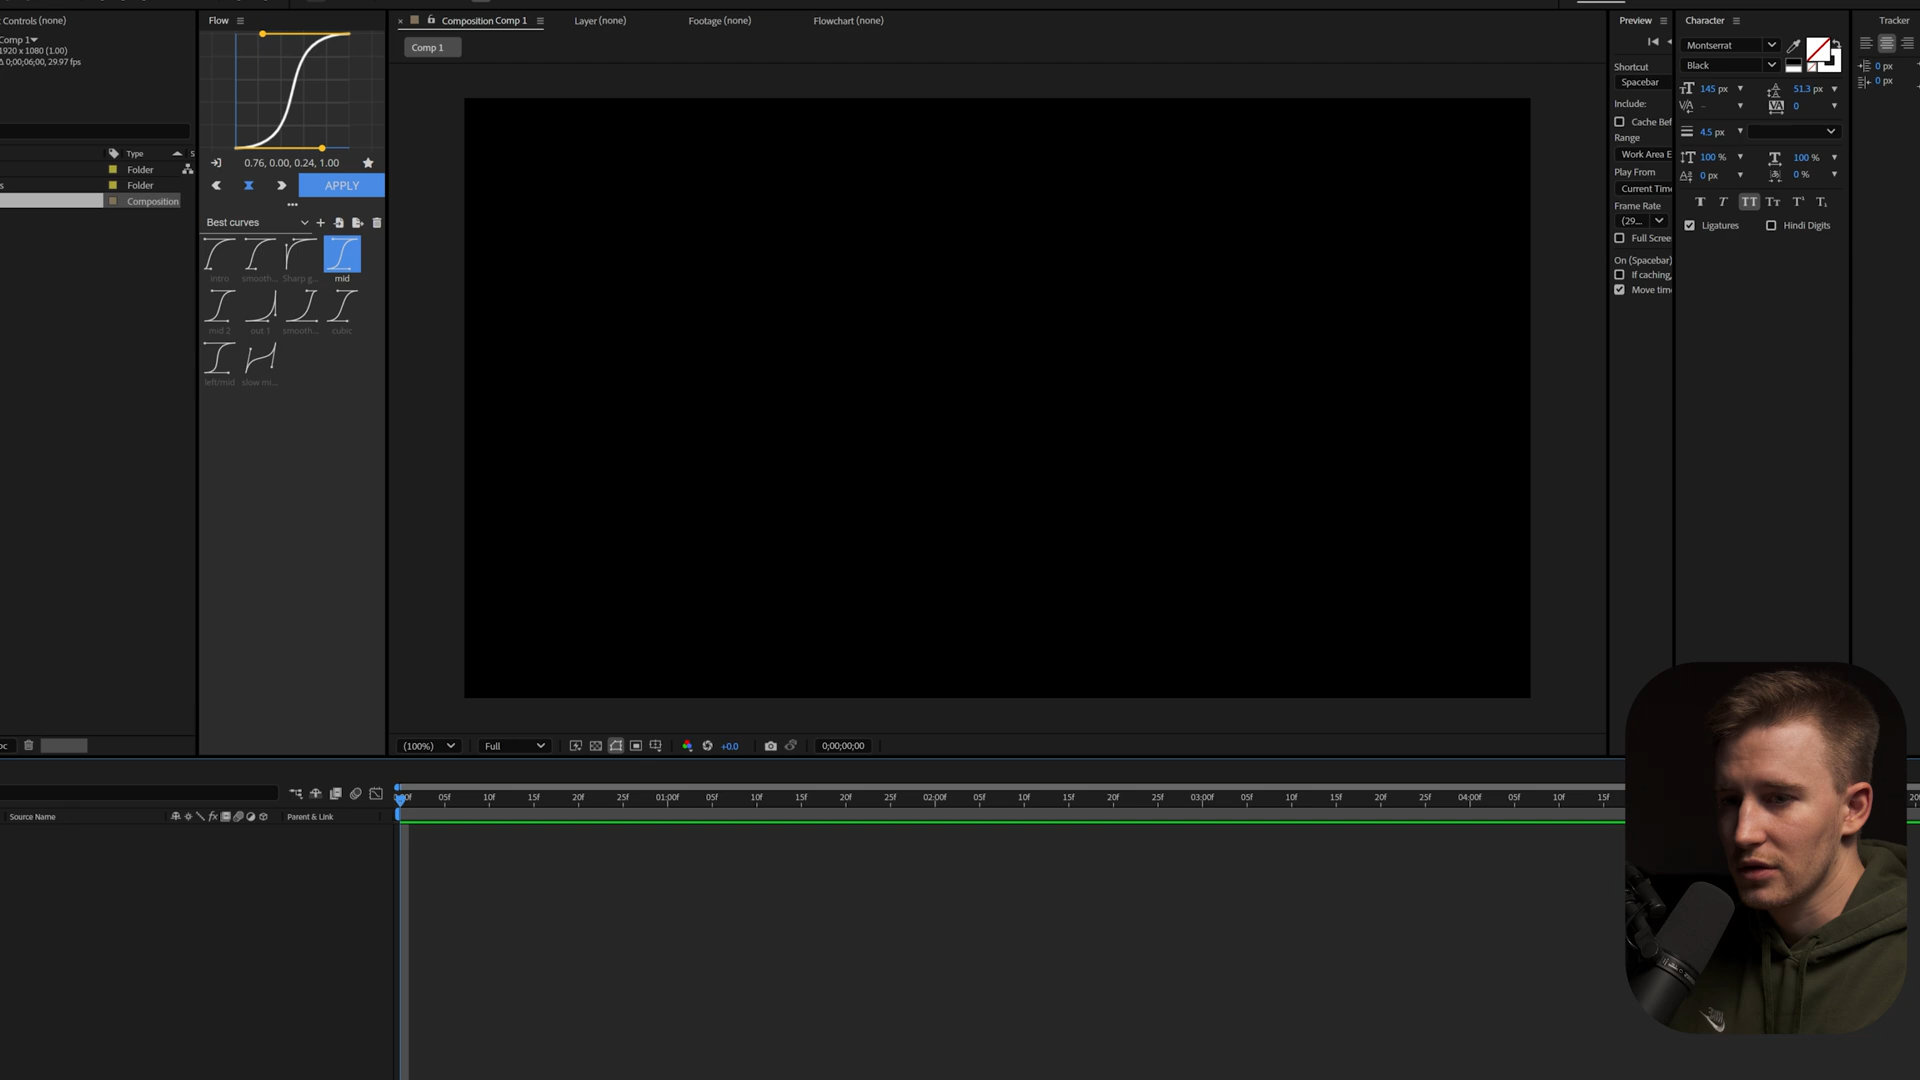 t Controls (none)
Comp 1
1920 x 1080 (1.00)
Δ 0;00;06;00, 29.97 fps
Type
S
Folder
s
Folder
Composition
Flow
0.76, 0.00, 0.24, 1.00
APPLY
Best curves
intro
smooth...
Sharp g...
mid
mid 2
out 1
smooth...
cubic
left/mid
slow mi...
Composition Comp 1
Layer (none)
Footage (none)
Flowchart (none)
Comp 1
(100%)
Full
+0.0
0;00;00;00
Preview
Shortcut
Spacebar
Include:
Cache Bef
Range
Work Area E
Play From
Current Time
Frame Rate
(29...
Full Scree
On (Spacebar)
If caching,
Move time
Character
Montserrat
Black
145 px
51.3 px
0
4.5 px
100 %
100 %
0 px
0 %
Ligatures
Hindi Digits
Tracker
0 px
0 px
Source Name
Parent & Link
05f
10f
15f
20f
25f
01:00f
05f
10f
15f
20f
25f
02:00f
05f
10f
15f
20f
25f
03:00f
05f
10f
15f
20f
25f
04:00f
05f
10f
15f
20